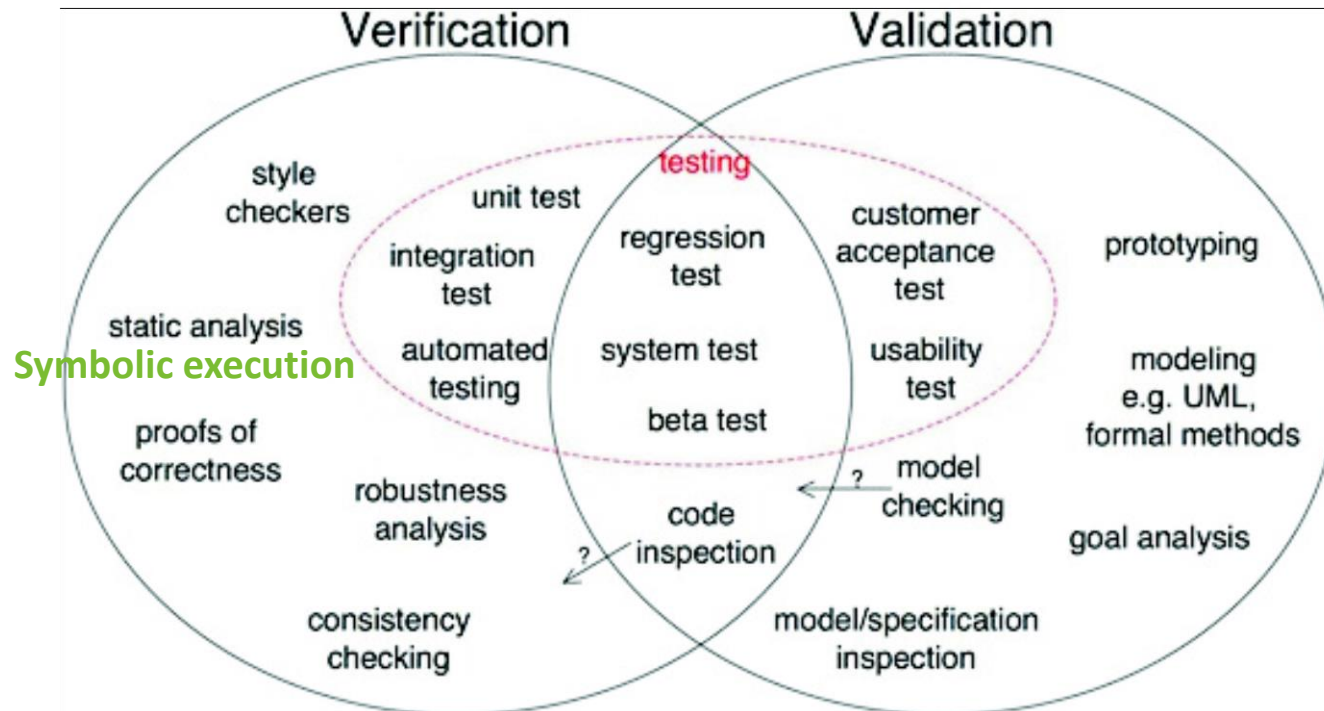 Verification
Validation
testing
style
checkers
unit test
integration
test
automated
testing
static analysis
Symbolic execution
proofs of
correctness
robustness
analysis
consistency
checking
regression
test
system test
beta test
code
inspection
?
customer
acceptance
test
usability
test
model
checking
?
model/specification
inspection
prototyping
modeling
e.g. UML,
formal methods
goal analysis